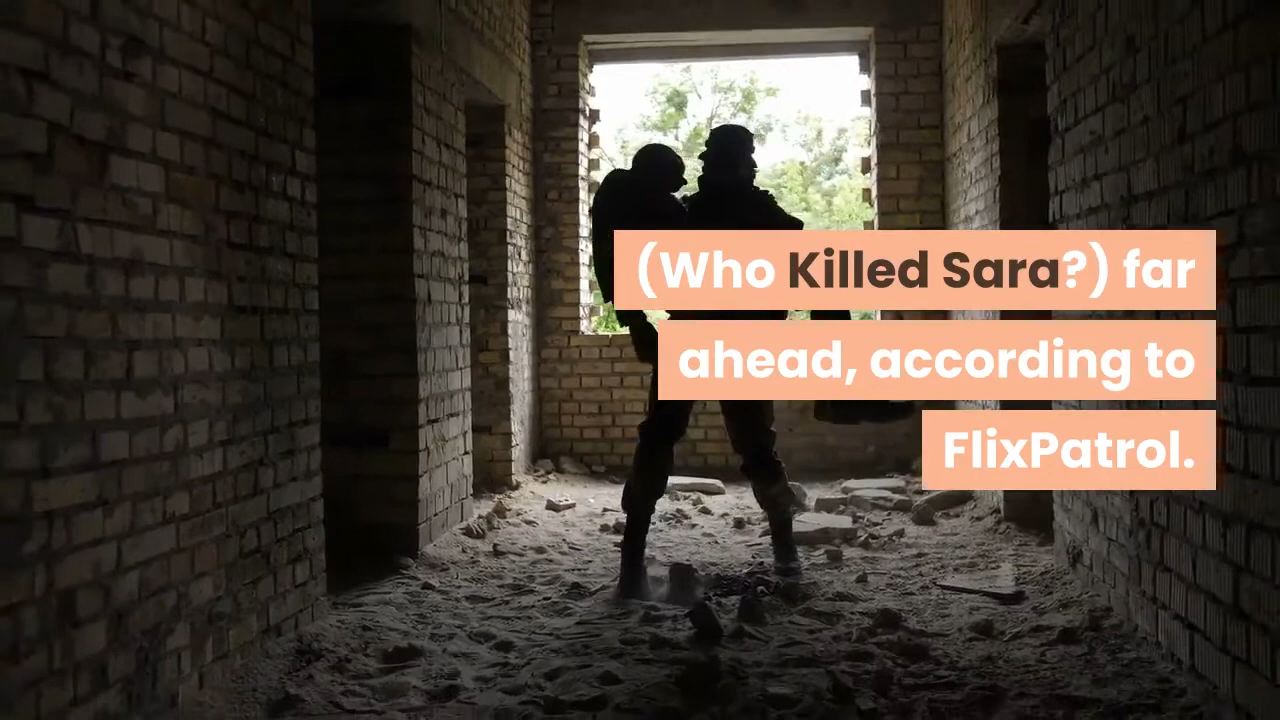 (Who Killed Sara?) far
ahead, according to
FlixPatrol.